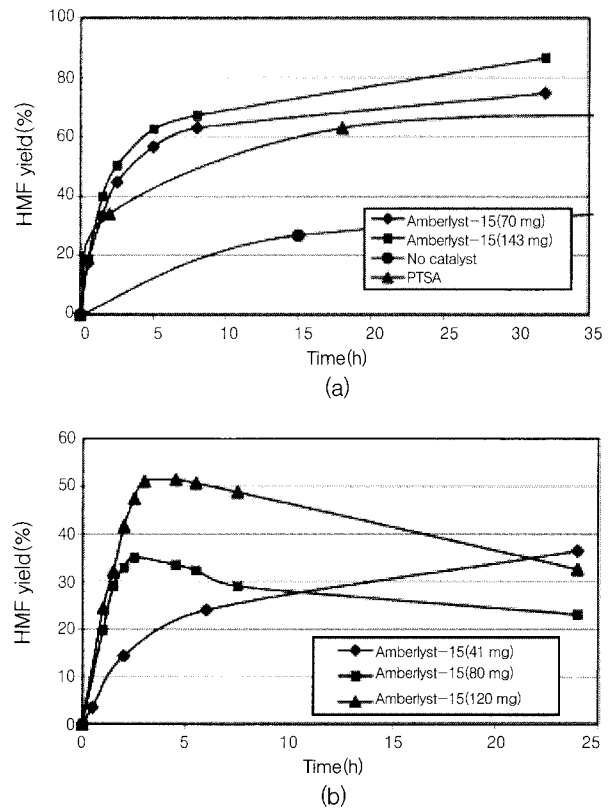 100
80
60
40
20
0
HMF yield(%)
0 5 10 15 20 25 30 35
Time(h)
Amberlyst-15(70 mg)
Amberlyst-15(143 mg)
No catalyst
PTSA
(a)
60
50
40
30
20
10
0
HMF yield(%)
0 5 10 15 20 25
Time(h)
Amberlyst-15(41 mg)
Amberlyst-15(80 mg)
Amberlyst-15(120 mg)
(b)